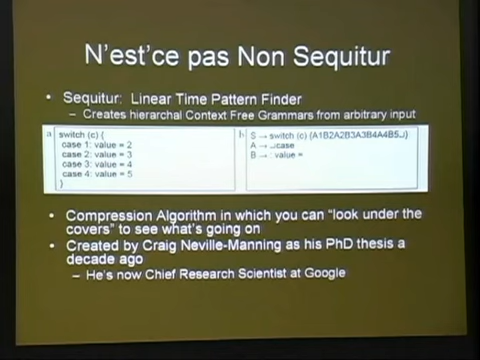 N'est'ce pas Non Sequitur
• Sequitur: Linear Time Pattern Finder
– Creates hierarchal Context Free Grammars from arbitrary input
a
switch (c) {
case 1: value = 2
case 2: value = 3
case 3: value = 4
case 4: value = 5
}
b
S → switch (c) {A1B2A2B3A3B4A4B5⎵}
A → ⎵case
B → : value =
• Compression Algorithm in which you can "look under the
covers" to see what's going on
• Created by Craig Neville-Manning as his PhD thesis a
decade ago
– He's now Chief Research Scientist at Google